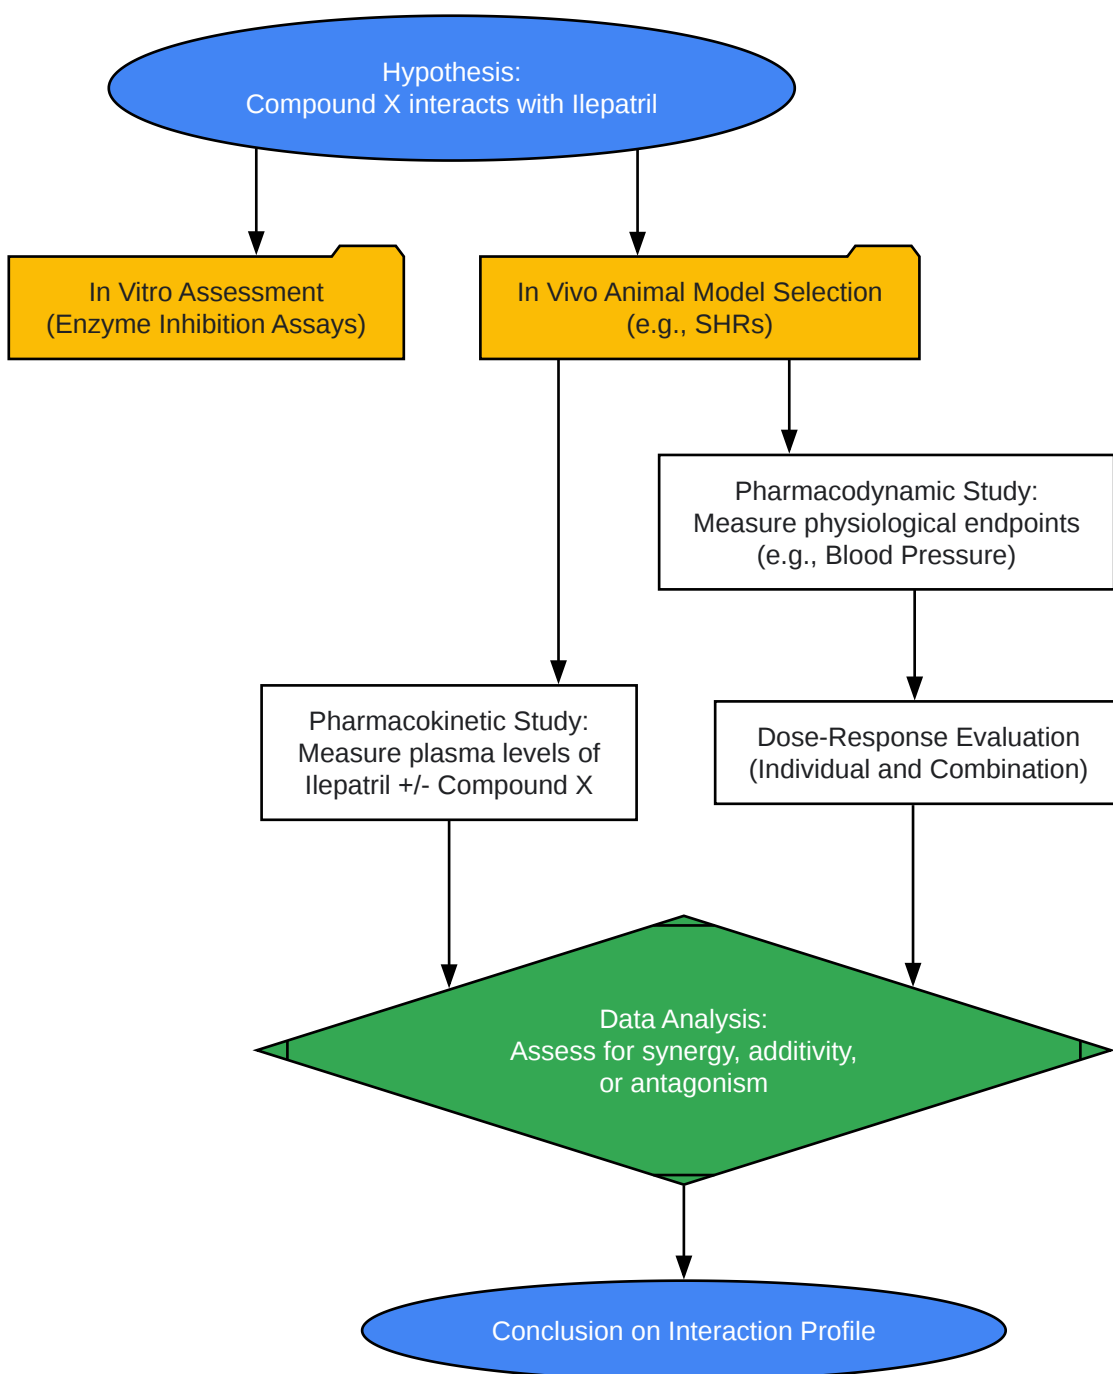 Hypothesis:
Compound X interacts with Ilepatril
In Vitro Assessment
(Enzyme Inhibition Assays)
In Vivo Animal Model Selection
(e.g., SHRs)
Pharmacodynamic Study:
Measure physiological endpoints
(e.g., Blood Pressure)
Pharmacokinetic Study:
Measure plasma levels of
Ilepatril +/- Compound X
Dose-Response Evaluation
(Individual and Combination)
Data Analysis:
Assess for synergy, additivity,
or antagonism
Conclusion on Interaction Profile